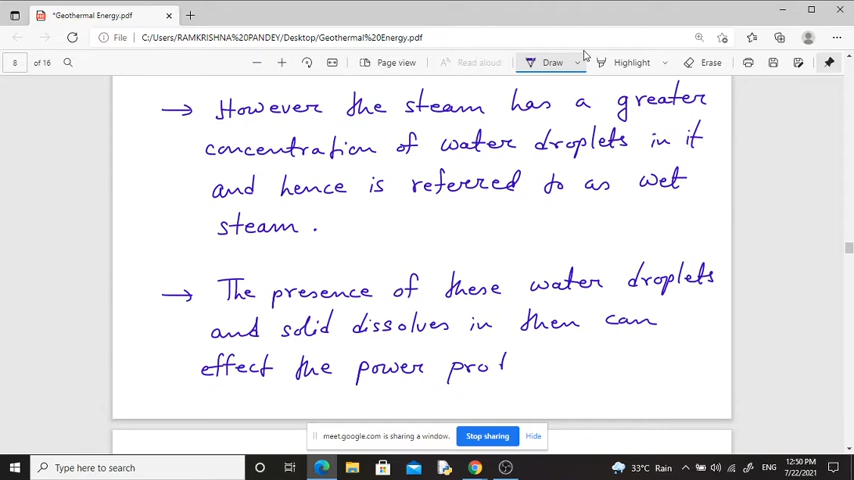 *Geothermal Energy.pdf
File
C:/Users/RAMKRISHNA%20PANDEY/Desktop/Geothermal%20Energy.pdf
8 of 16
Page view
Read aloud
Draw
Highlight
Erase
→ However the steam has a greater
concentration of water droplets in it
and hence is referred to as wet
steam.
→ The presence of these water droplets
and solid dissolves in then can
effect the power prod
meet.google.com is sharing a window.
Stop sharing
Hide
Type here to search
33°C Rain
ENG
12:50 PM
7/22/2021